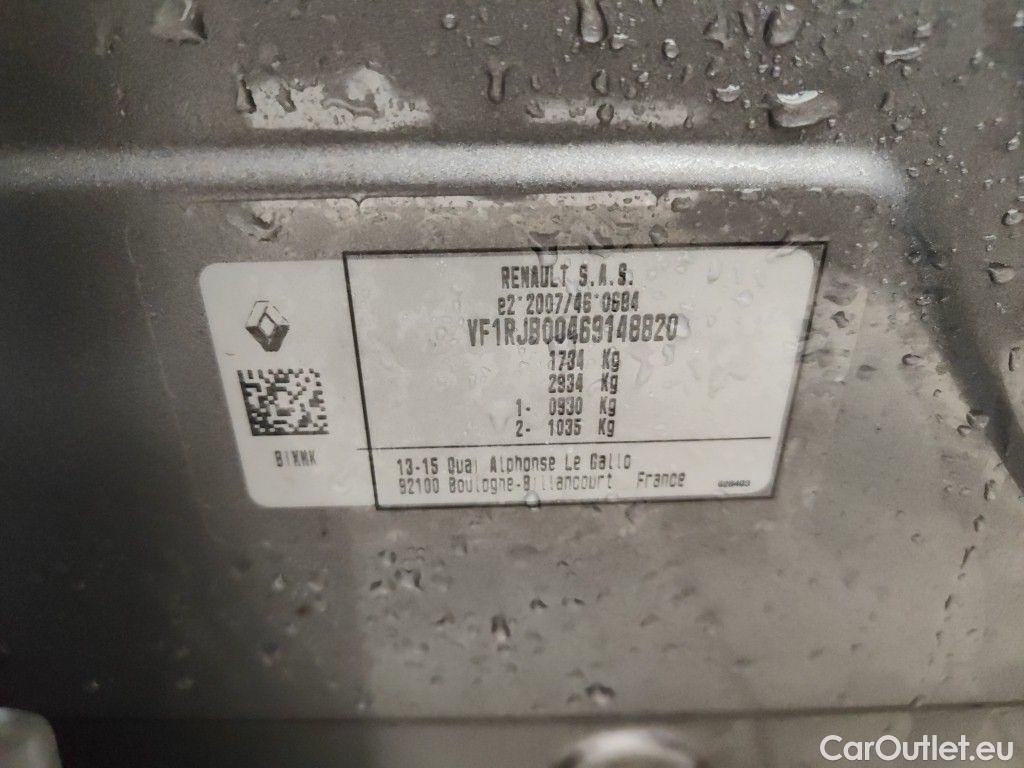 RENAULT S.A.S.
e2*2007/46*0684
VF1RJB00469148820
1734 Kg
2934 Kg
1- 0930 Kg
2- 1035 Kg
13-15 Quai Alphonse Le Gallo
92100 Boulogne-Billancourt France
CarOutlet.eu